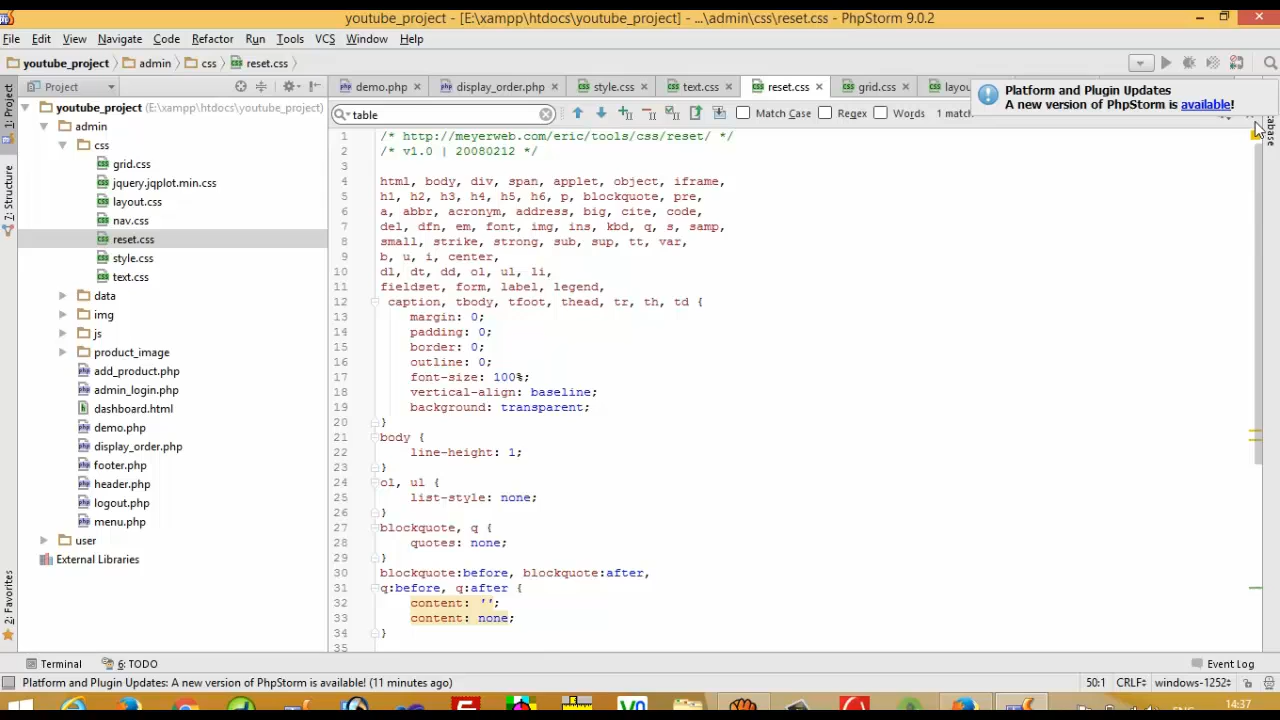 youtube_project - [E:\xampp\htdocs\youtube_project] - ...\admin\css\reset.css - PhpStorm 9.0.2
File Edit View Navigate Code Refactor Run Tools VCS Window Help
youtube_project admin css reset.css
1: Project
Z: Structure
2: Favorites
Project
demo.php display_order.php style.css text.css reset.css grid.css
Platform and Plugin Updates
A new version of PhpStorm is available!
table Match Case Regex Words
youtube_project (E:\xampp\htdocs\youtube_project)
admin
css
grid.css
jquery.jqplot.min.css
layout.css
nav.css
reset.css
style.css
text.css
data
img
js
product_image
add_product.php
admin_login.php
dashboard.html
demo.php
display_order.php
footer.php
header.php
logout.php
menu.php
user
External Libraries
1 /* http://meyerweb.com/eric/tools/css/reset/ */
2 /* v1.0 | 20080212 */
3
4 html, body, div, span, applet, object, iframe,
5 h1, h2, h3, h4, h5, h6, p, blockquote, pre,
6 a, abbr, acronym, address, big, cite, code,
7 del, dfn, em, font, img, ins, kbd, q, s, samp,
8 small, strike, strong, sub, sup, tt, var,
9 b, u, i, center,
10 dl, dt, dd, ol, ul, li,
11 fieldset, form, label, legend,
12 caption, tbody, tfoot, thead, tr, th, td {
13 margin: 0;
14 padding: 0;
15 border: 0;
16 outline: 0;
17 font-size: 100%;
18 vertical-align: baseline;
19 background: transparent;
20 }
21 body {
22 line-height: 1;
23 }
24 ol, ul {
25 list-style: none;
26 }
27 blockquote, q {
28 quotes: none;
29 }
30 blockquote:before, blockquote:after,
31 q:before, q:after {
32 content: '';
33 content: none;
34 }
35
Terminal 6: TODO Event Log
Platform and Plugin Updates: A new version of PhpStorm is available! (11 minutes ago) 50:1 CRLF windows-1252
14:37